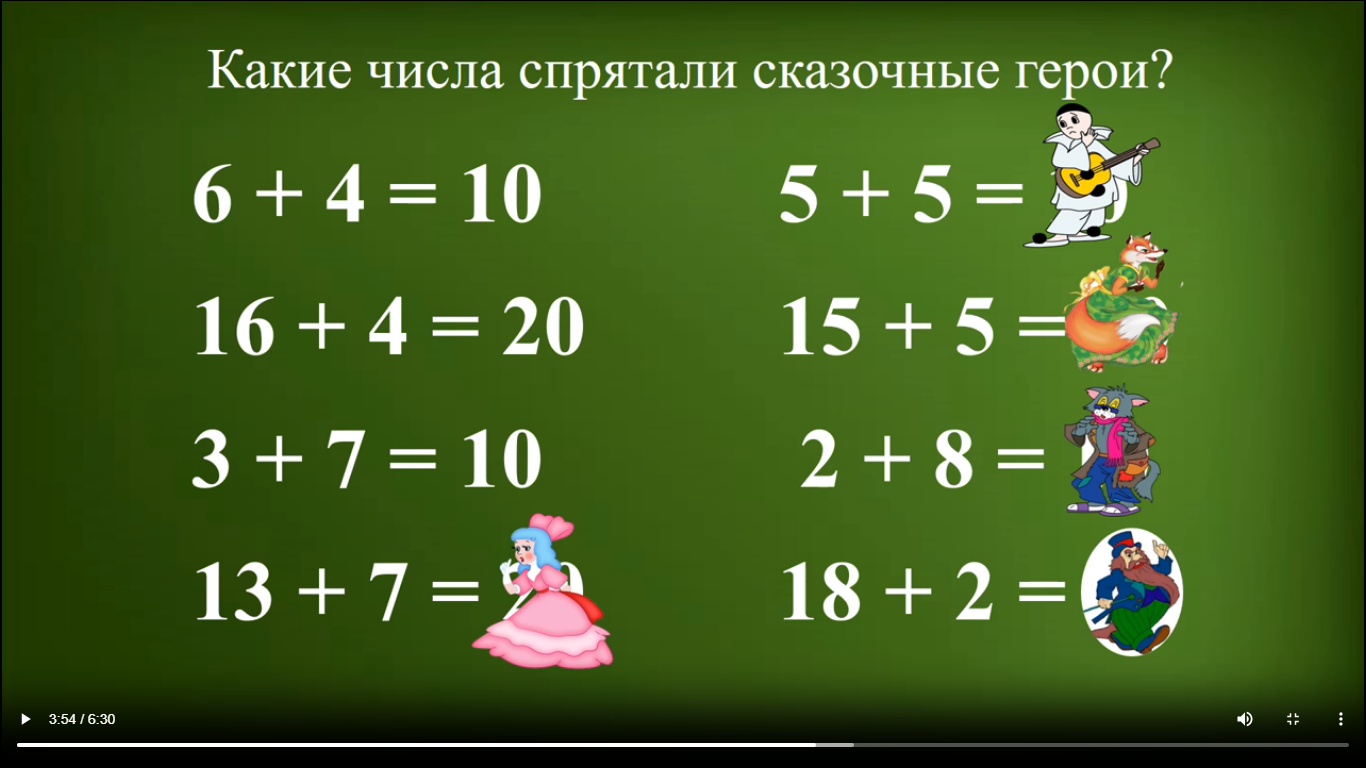 Какие числа спрятали сказочные герои?
6 + 4 = 10
5 + 5 =
16 + 4 = 20
15 + 5 =
3 + 7 = 10
2 + 8 =
13 + 7 =
18 + 2 =
3:54 / 6:30